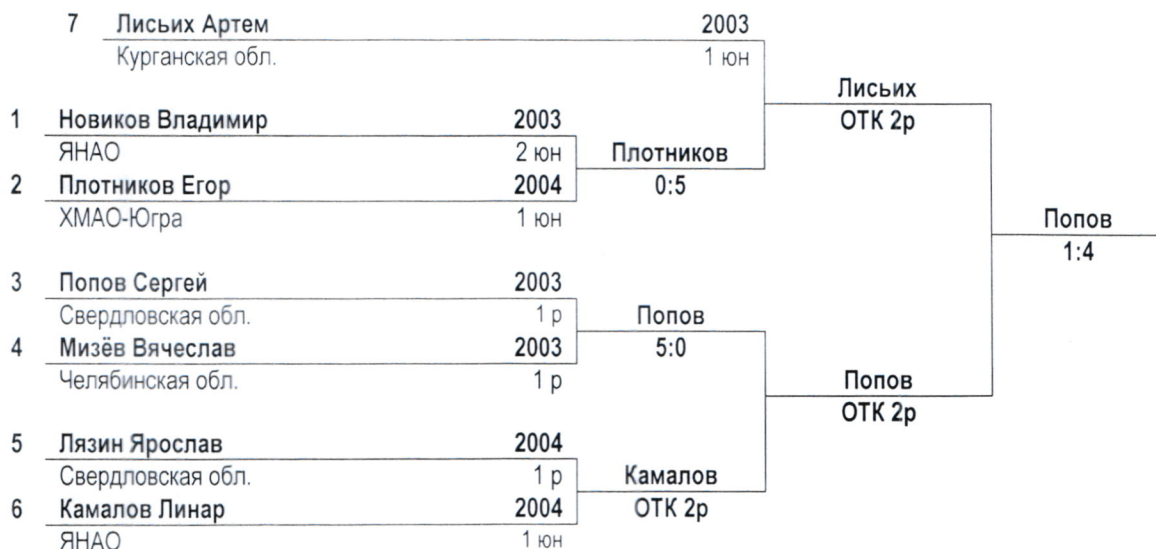 7 Лисьих Артем 2003
Курганская обл. 1 юн
Лисьих
ОТК 2р
1 Новиков Владимир 2003
ЯНАО 2 юн
Плотников
0:5
2 Плотников Егор 2004
ХМАО-Югра 1 юн
Попов
1:4
3 Попов Сергей 2003
Свердловская обл. 1 р
Попов
5:0
4 Мизёв Вячеслав 2003
Челябинская обл. 1 р
Попов
ОТК 2р
5 Лязин Ярослав 2004
Свердловская обл. 1 р
Камалов
ОТК 2р
6 Камалов Линар 2004
ЯНАО 1 юн